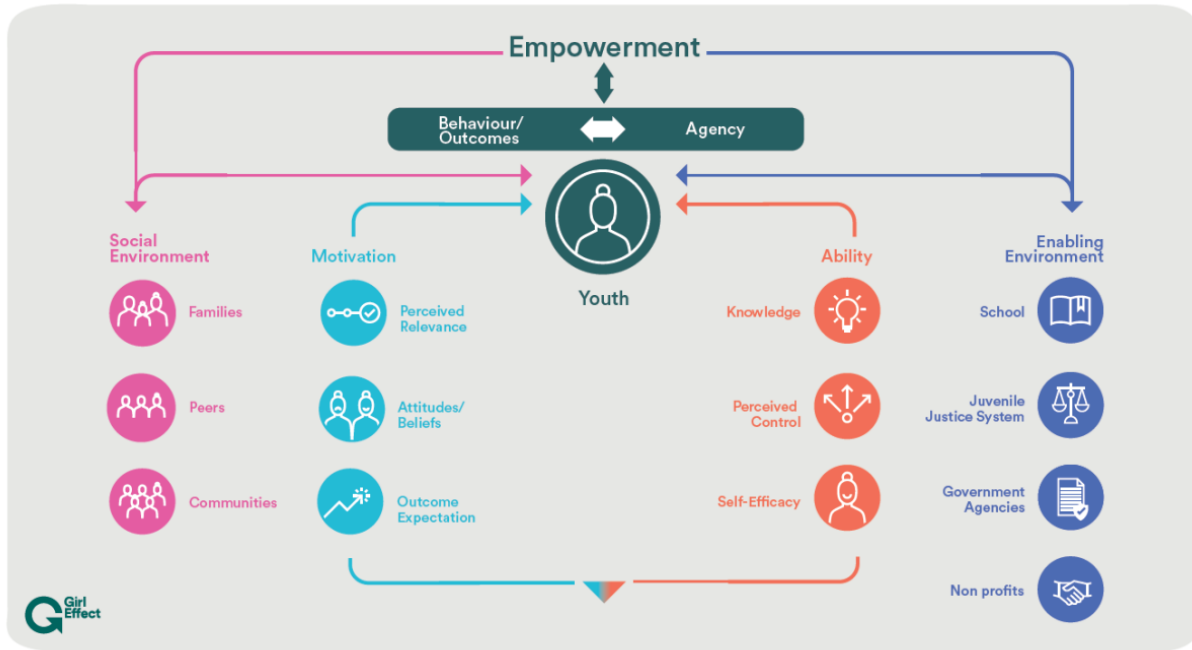 Empowerment
Behaviour/
Outcomes
Agency
Youth
Social
Environment
Families
Peers
Communities
Motivation
Perceived
Relevance
Attitudes/
Beliefs
Outcome
Expectation
Ability
Knowledge
Perceived
Control
Self-Efficacy
Enabling
Environment
School
Juvenile
Justice System
Government
Agencies
Non profits
Girl
Effect